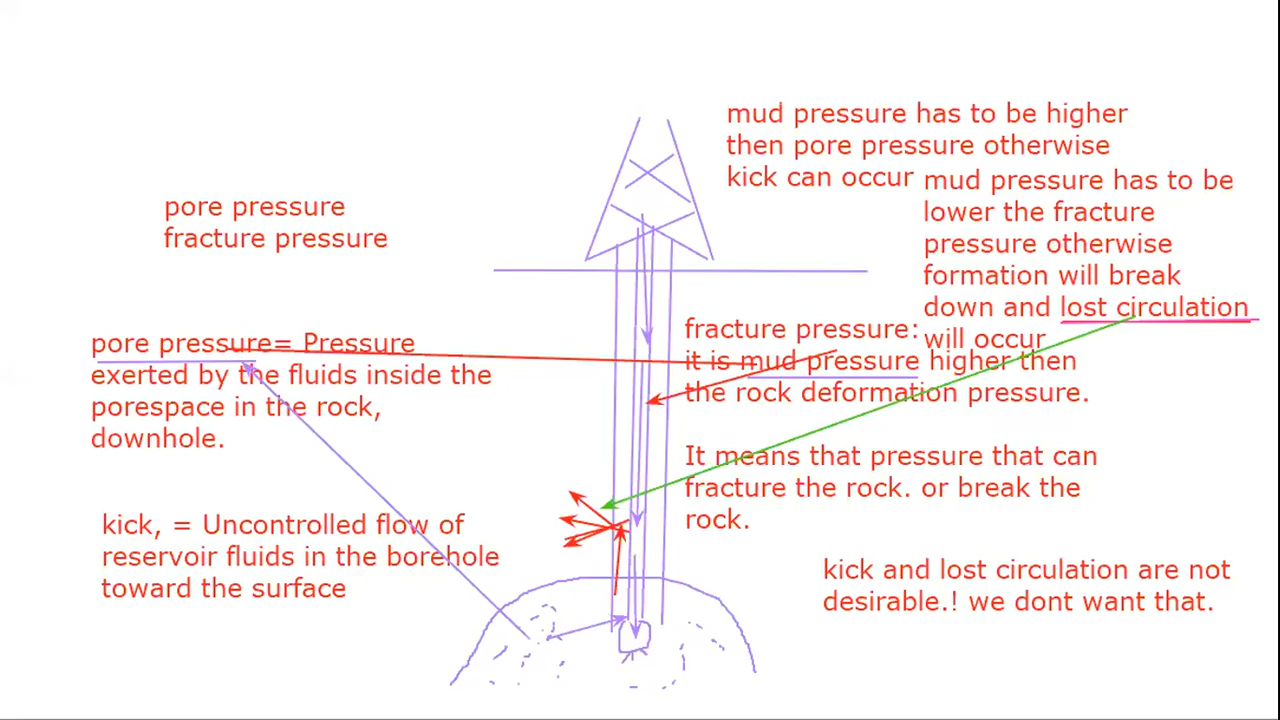 mud pressure has to be higher
then pore pressure otherwise
kick can occur
mud pressure has to be
lower the fracture
pressure otherwise
formation will break
down and lost circulation
will occur
pore pressure
fracture pressure
pore pressure= Pressure
exerted by the fluids inside the
porespace in the rock,
downhole.
fracture pressure:
it is mud pressure higher then
the rock deformation pressure.
It means that pressure that can
fracture the rock. or break the
rock.
kick, = Uncontrolled flow of
reservoir fluids in the borehole
toward the surface
kick and lost circulation are not
desirable.! we dont want that.